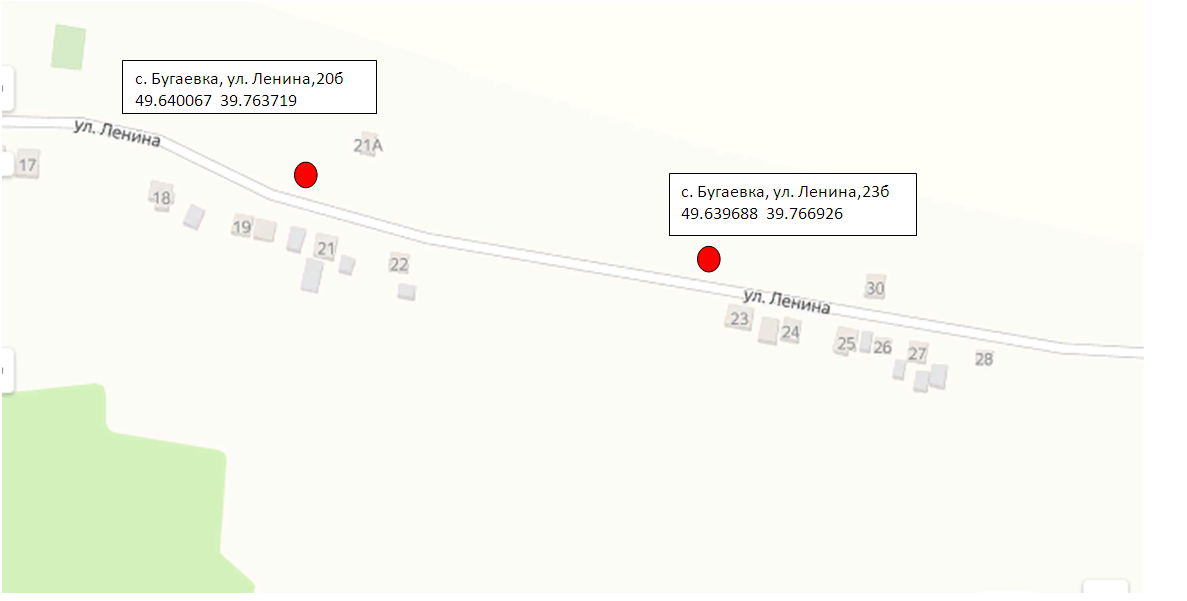 с. Бугаевка, ул. Ленина,20б
49.640067 39.763719
ул. Ленина
21А
17
18
19
21
22
с. Бугаевка, ул. Ленина,23б
49.639688 39.766926
30
ул. Ленина
23
24
25
26
27
28